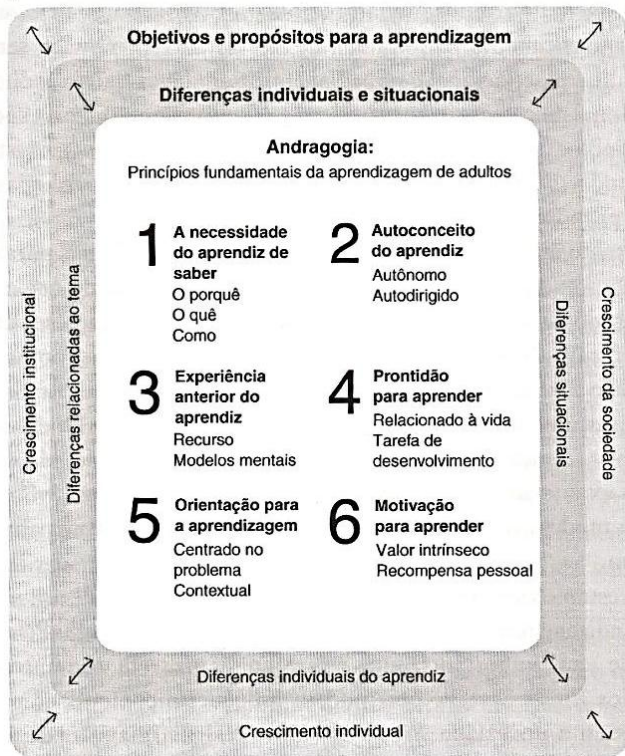 Objetivos e propósitos para a aprendizagem
Diferenças individuais e situacionais
Andragogia:
Princípios fundamentais da aprendizagem de adultos
1 A necessidade
do aprendiz de
saber
O porquê
O quê
Como
2 Autoconceito
do aprendiz
Autônomo
Autodirigido
3 Experiência
anterior do
aprendiz
Recurso
Modelos mentais
4 Prontidão
para aprender
Relacionado à vida
Tarefa de
desenvolvimento
5 Orientação para
a aprendizagem
Centrado no
problema
Contextual
6 Motivação
para aprender
Valor intrínseco
Recompensa pessoal
Crescimento institucional
Diferenças relacionadas ao tema
Diferenças situacionais
Crescimento da sociedade
Diferenças individuais do aprendiz
Crescimento individual